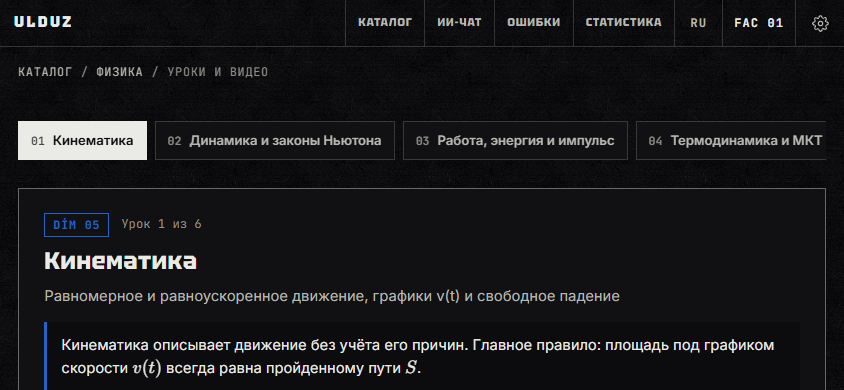 ULDUZ
КАТАЛОГ
ИИ-ЧАТ
ОШИБКИ
СТАТИСТИКА
RU
FAC 01
КАТАЛОГ / ФИЗИКА / УРОКИ И ВИДЕО
01 Кинематика
02 Динамика и законы Ньютона
03 Работа, энергия и импульс
04 Термодинамика и МКТ
DİM 05 Урок 1 из 6
Кинематика
Равномерное и равноускоренное движение, графики v(t) и свободное падение
Кинематика описывает движение без учёта его причин. Главное правило: площадь под графиком
скорости v(t) всегда равна пройденному пути S.